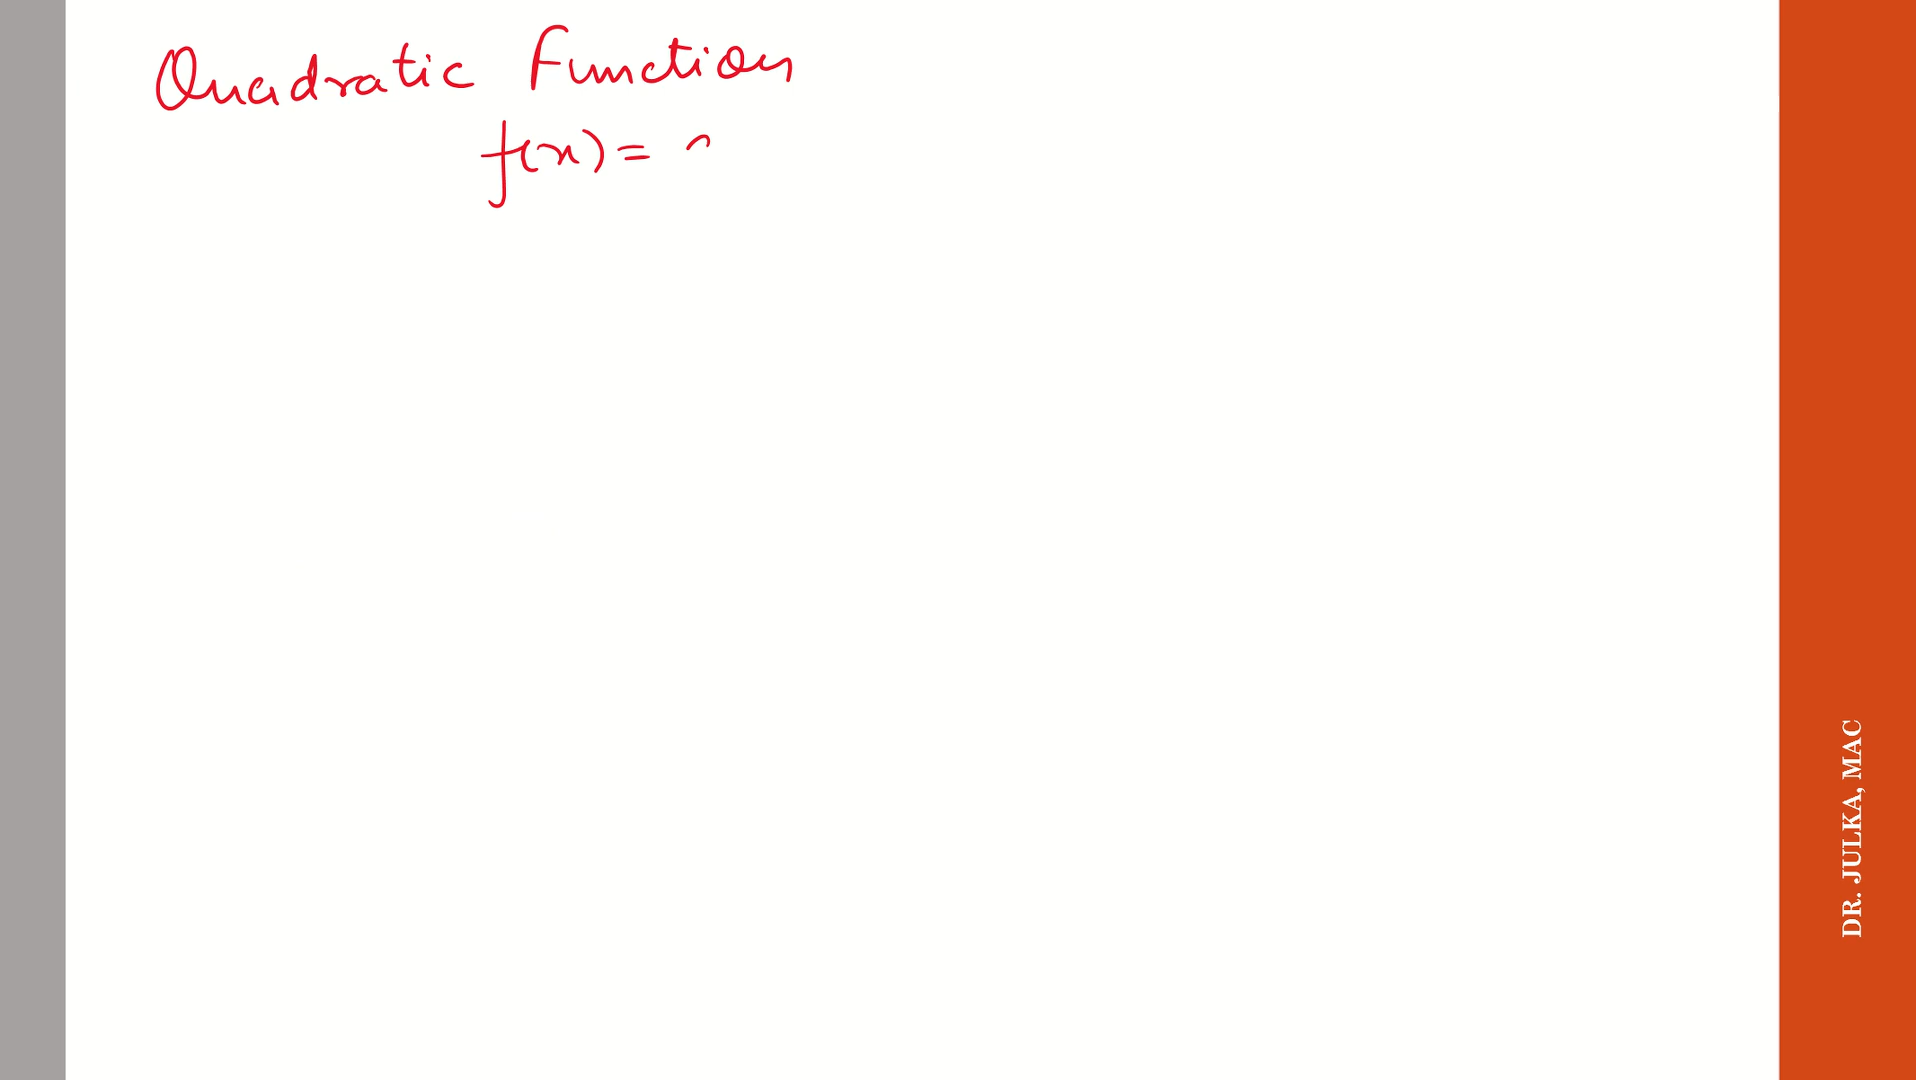 Quadratic Function
f(x) =
DR. JULKA, MAC